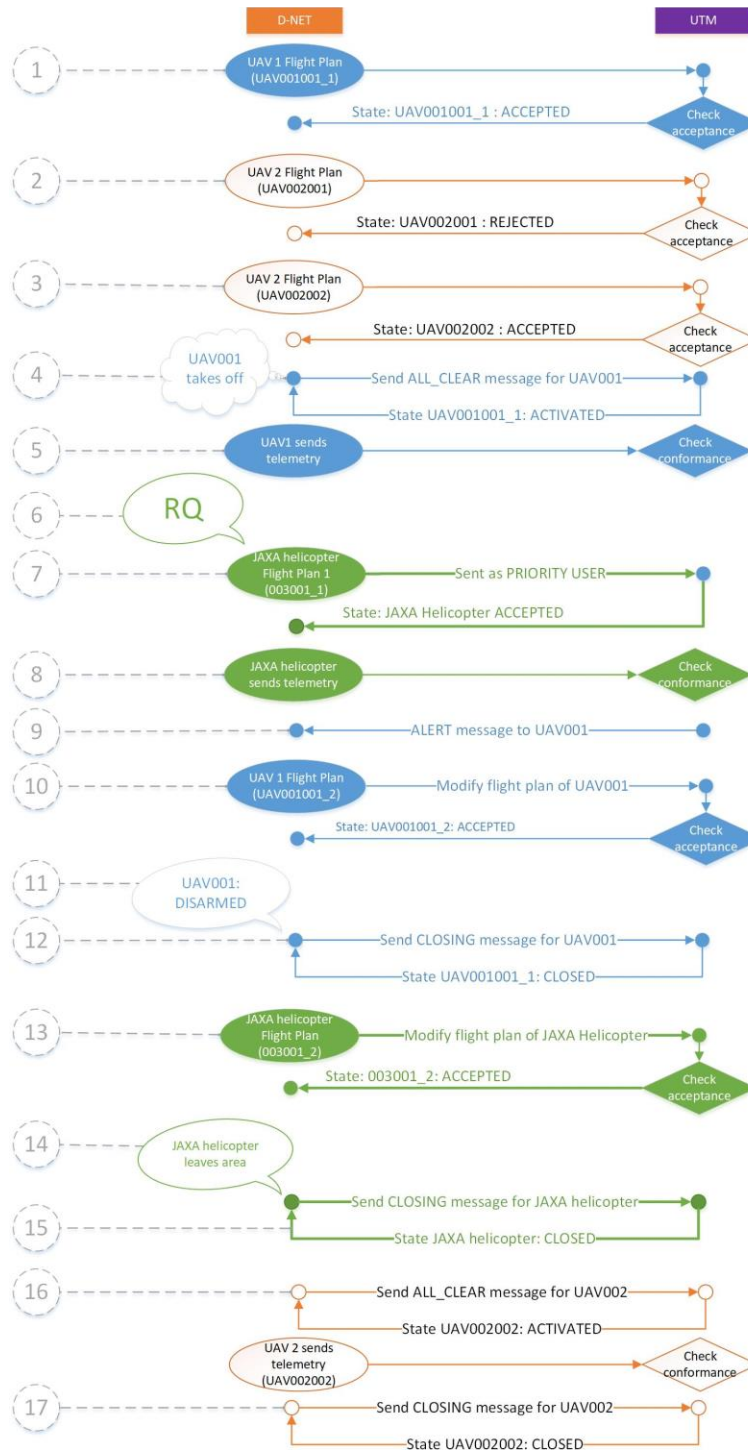 D-NET
UTM
1
UAV 1 Flight Plan
(UAV001001_1)
State: UAV001001_1 : ACCEPTED
Check
acceptance
2
UAV 2 Flight Plan
(UAV002001)
State: UAV002001 : REJECTED
Check
acceptance
3
UAV 2 Flight Plan
(UAV002002)
State: UAV002002 : ACCEPTED
Check
acceptance
4
UAV001
takes off
Send ALL_CLEAR message for UAV001
State UAV001001_1: ACTIVATED
5
UAV1 sends
telemetry
Check
conformance
6
RQ
7
JAXA helicopter
Flight Plan 1
(003001_1)
Sent as PRIORITY USER
State: JAXA Helicopter ACCEPTED
8
JAXA helicopter
sends telemetry
Check
conformance
9
ALERT message to UAV001
10
UAV 1 Flight Plan
(UAV001001_2)
Modify flight plan of UAV001
State: UAV001001_2: ACCEPTED
Check
acceptance
11
UAV001:
DISARMED
12
Send CLOSING message for UAV001
State UAV001001_1: CLOSED
13
JAXA helicopter
Flight Plan
(003001_2)
Modify flight plan of JAXA Helicopter
State: 003001_2: ACCEPTED
Check
acceptance
14
JAXA helicopter
leaves area
Send CLOSING message for JAXA helicopter
15
State JAXA helicopter: CLOSED
16
Send ALL_CLEAR message for UAV002
State UAV002002: ACTIVATED
UAV 2 sends
telemetry
(UAV002002)
Check
conformance
17
Send CLOSING message for UAV002
State UAV002002: CLOSED